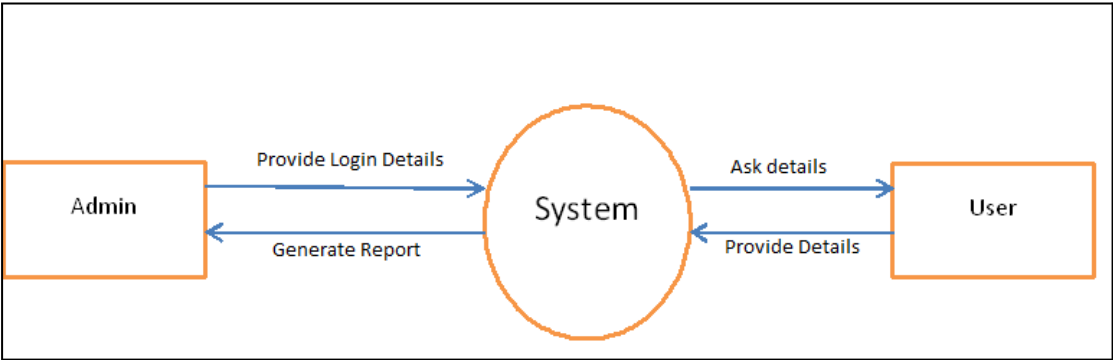 Provide Login Details
Ask details
Admin
System
User
Generate Report
Provide Details